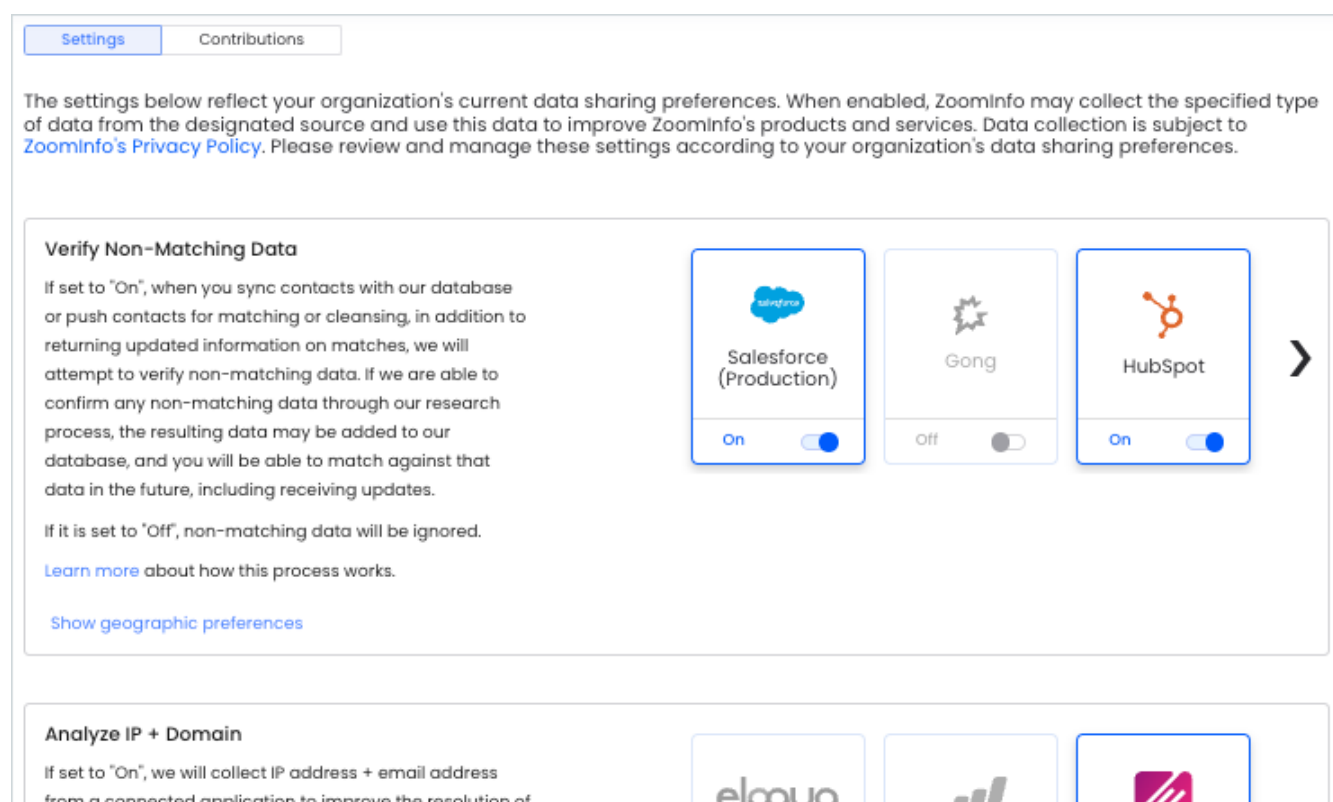 Settings
Contributions
The settings below reflect your organization's current data sharing preferences. When enabled, ZoomInfo may collect the specified type
of data from the designated source and use this data to improve ZoomInfo's products and services. Data collection is subject to
ZoomInfo's Privacy Policy. Please review and manage these settings according to your organization's data sharing preferences.
Verify Non-Matching Data
If set to "On", when you sync contacts with our database
or push contacts for matching or cleansing, in addition to
returning updated information on matches, we will
attempt to verify non-matching data. If we are able to
confirm any non-matching data through our research
process, the resulting data may be added to our
database, and you will be able to match against that
data in the future, including receiving updates.
If it is set to "Off", non-matching data will be ignored.
Learn more about how this process works.
Show geographic preferences
salesforce
Salesforce
(Production)
On
Gong
Off
HubSpot
On
Analyze IP + Domain
If set to "On", we will collect IP address + email address
from a connected application to improve the resolution of
eloqua